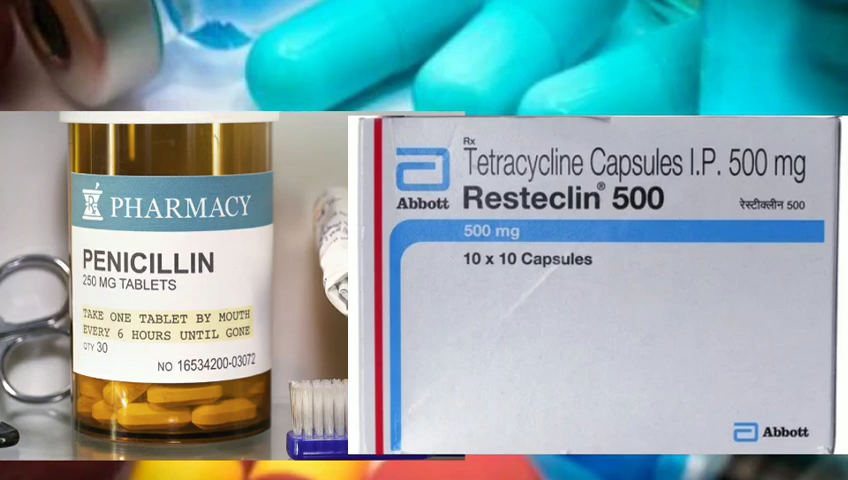 Rx PHARMACY
PENICILLIN
250 MG TABLETS
TAKE ONE TABLET BY MOUTH
EVERY 6 HOURS UNTIL GONE
QTY 30
NO 16534200-03072
Rx
Tetracycline Capsules I.P. 500 mg
Abbott
Resteclin® 500
रेस्टीक्लीन 500
500 mg
10 x 10 Capsules
Abbott